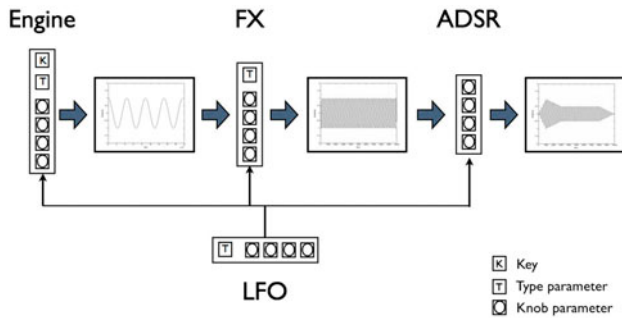 Engine
FX
ADSR
K
T
T
T
LFO
K Key
T Type parameter
Knob parameter